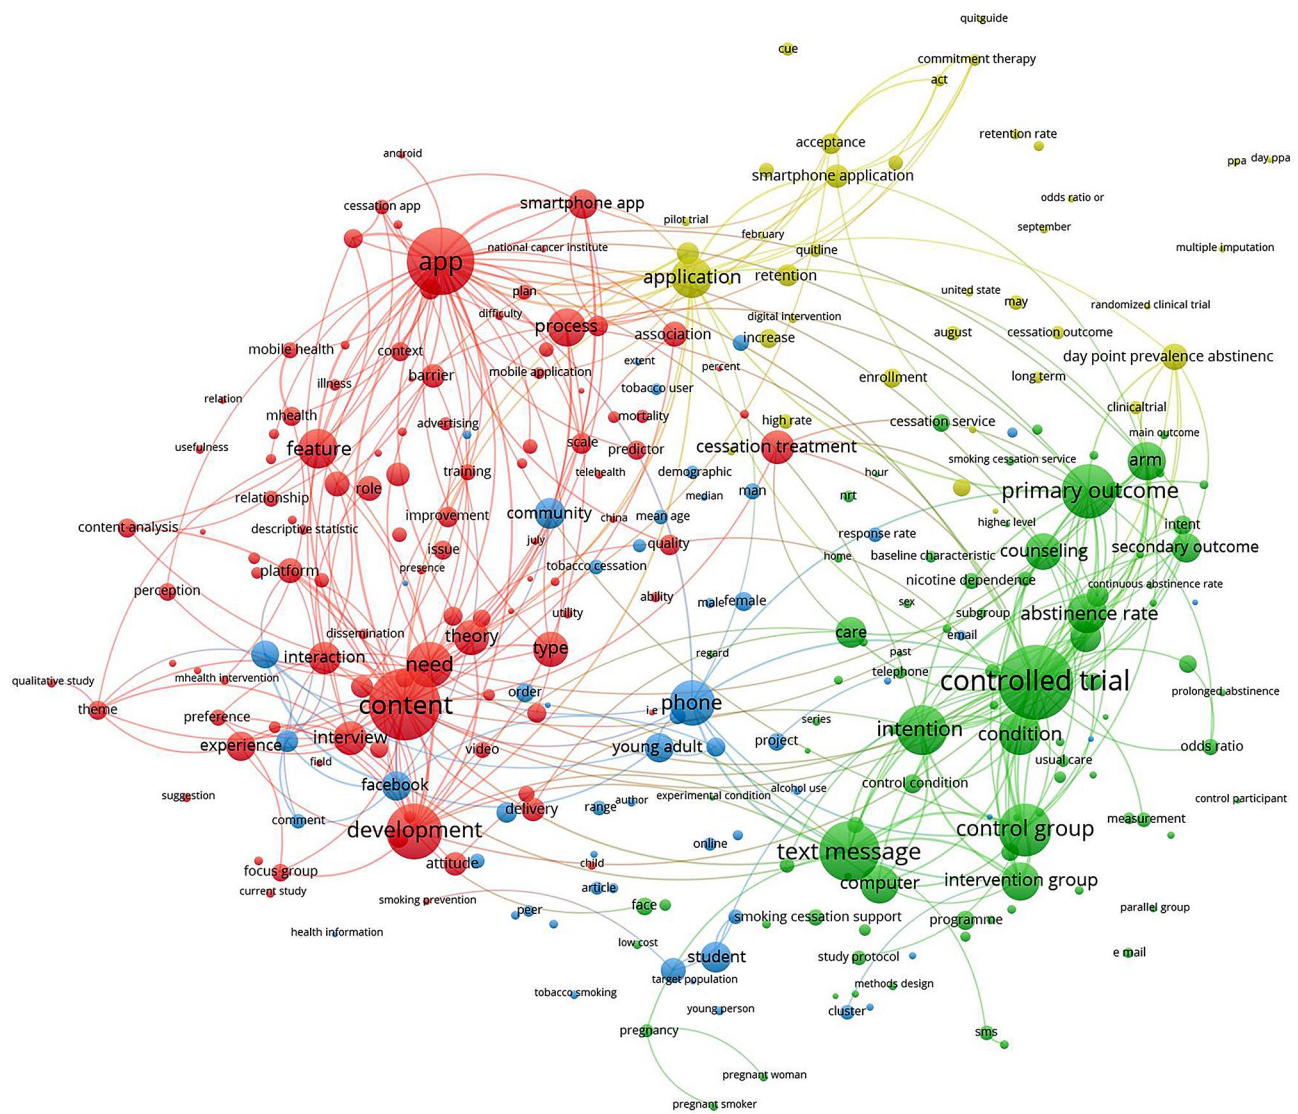 quitguide
cue
commitment therapy
act
retention rate
acceptance
android
ppa
day ppa
smartphone application
odds ratio or
cessation app
smartphone app
pilot trial
september
february
national cancer institute
quitline
multiple imputation
app
application
retention
plan
united state
may
randomized clinical trial
difficulty
digital intervention
process
association
increase
august
cessation outcome
mobile health
context
day point prevalence abstinenc
extent
percent
mobile application
barrier
enrollment
long term
illness
tobacco user
relation
clinicaltrial
mhealth
mortality
advertising
high rate
cessation service
main outcome
usefulness
feature
scale
predictor
cessation treatment
smoking cessation service
arm
training
telehealth
demographic
hour
role
man
primary outcome
relationship
median
nrt
content analysis
descriptive statistic
improvement
community
china
mean age
higher level
intent
response rate
july
issue
quality
home
baseline characteristic
counseling
secondary outcome
platform
presence
tobacco cessation
nicotine dependence
continuous abstinence rate
perception
ability
male
female
sex
utility
subgroup
abstinence rate
dissemination
theory
care
email
type
regard
past
interaction
need
qualitative study
mhealth intervention
telephone
controlled trial
order
prolonged abstinence
theme
content
i e
phone
preference
series
intention
condition
experience
interview
video
young adult
project
odds ratio
field
usual care
facebook
control condition
suggestion
alcohol use
experimental condition
author
control participant
comment
delivery
range
measurement
development
control group
online
text message
attitude
child
focus group
computer
intervention group
current study
article
smoking prevention
face
parallel group
peer
smoking cessation support
programme
health information
low cost
e mail
student
study protocol
target population
methods design
tobacco smoking
young person
cluster
pregnancy
sms
pregnant woman
pregnant smoker